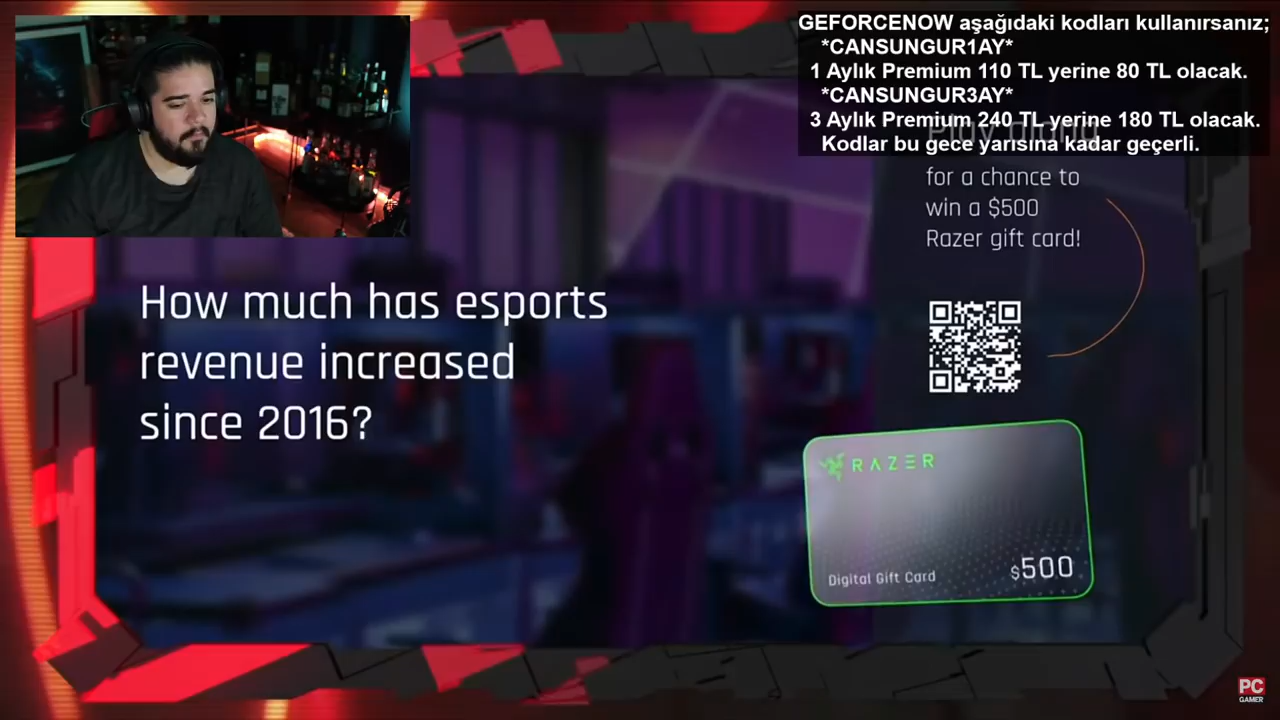 GEFORCENOW aşağıdaki kodları kullanırsanız;
*CANSUNGUR1AY*
1 Aylık Premium 110 TL yerine 80 TL olacak.
*CANSUNGUR3AY*
3 Aylık Premium 240 TL yerine 180 TL olacak.
Kodlar bu gece yarısına kadar geçerli.
Play along
for a chance to
win a $500
Razer gift card!
How much has esports
revenue increased
since 2016?
RAZER
Digital Gift Card
$500
PC
GAMER